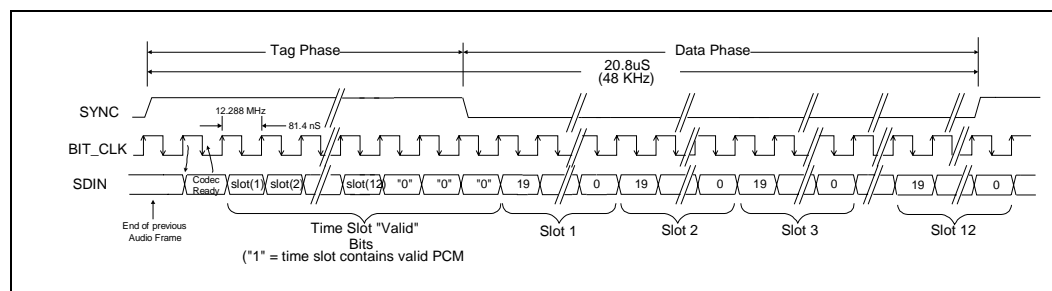 Tag Phase
Data Phase
20.8uS
(48 KHz)
SYNC
12.288 MHz
81.4 nS
BIT_CLK
SDIN
Codec
Ready
slot(1)
slot(2)
slot(12)
"0"
"0"
"0"
19
0
19
0
19
0
19
0
End of previous
Audio Frame
Time Slot "Valid"
Bits
("1" = time slot contains valid PCM
Slot 1
Slot 2
Slot 3
Slot 12